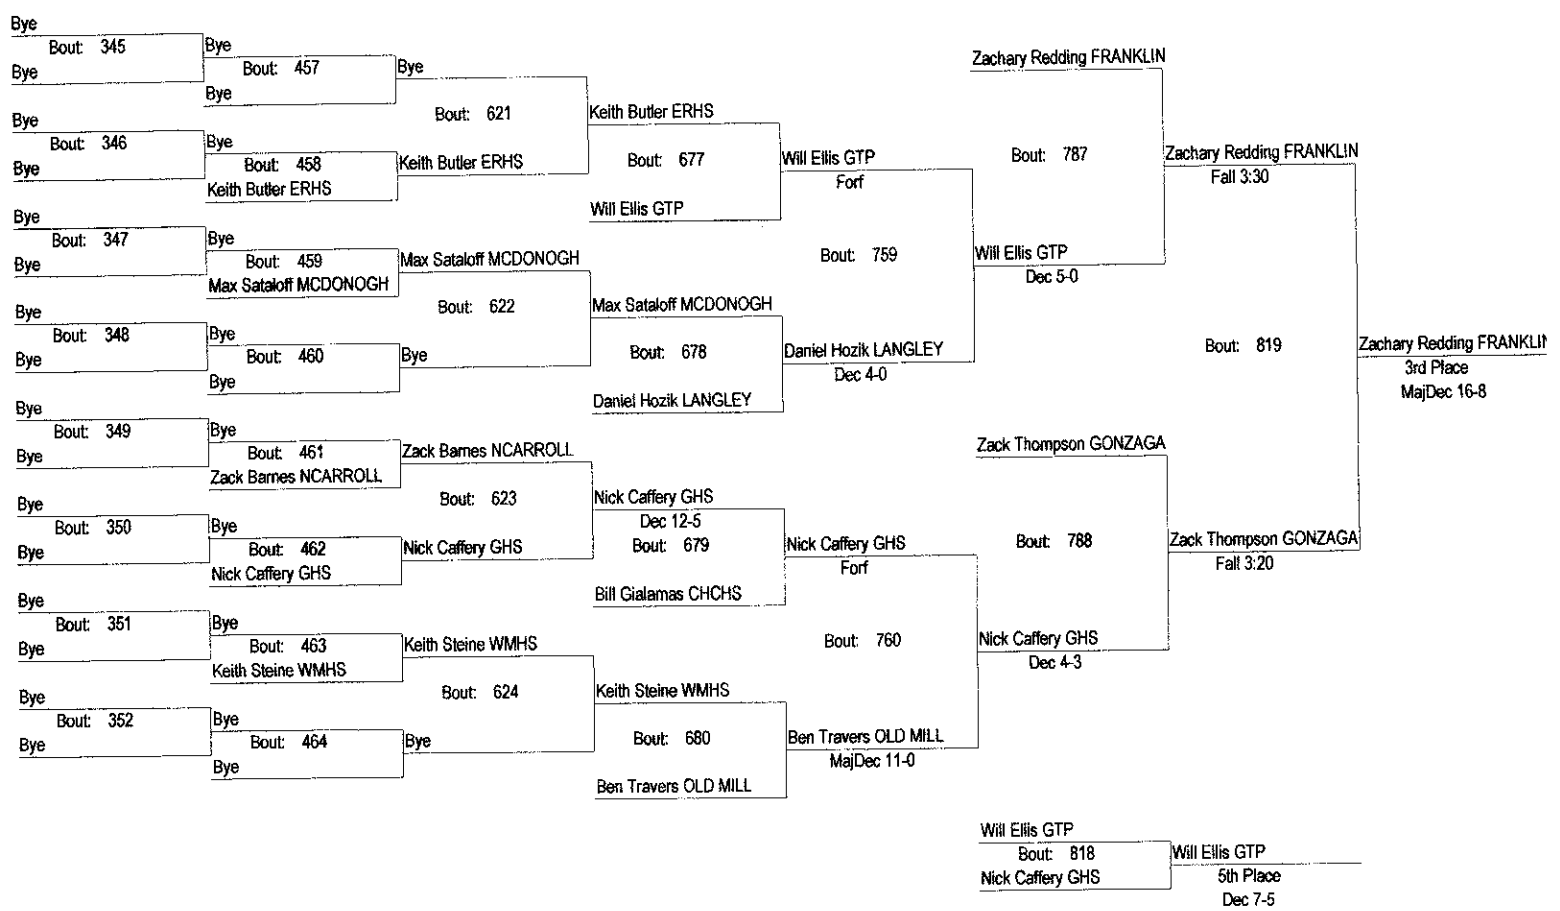 Bye
Bout: 345
Bye
Bye
Bout: 346
Bye
Bye
Bout: 347
Bye
Bye
Bout: 348
Bye
Bye
Bout: 349
Bye
Bye
Bout: 350
Bye
Bye
Bout: 351
Bye
Bye
Bout: 352
Bye
Bye
Bout: 457
Bye
Bye
Bout: 458
Keith Butler ERHS
Bye
Bout: 459
Max Sataloff MCDONOGH
Bye
Bout: 460
Bye
Bye
Bout: 461
Zack Barnes NCARROLL
Bye
Bout: 462
Nick Caffery GHS
Bye
Bout: 463
Keith Steine WMHS
Bye
Bout: 464
Bye
Bye
Bout: 621
Keith Butler ERHS
Max Sataloff MCDONOGH
Bout: 622
Bye
Zack Barnes NCARROLL
Bout: 623
Nick Caffery GHS
Keith Steine WMHS
Bout: 624
Bye
Keith Butler ERHS
Bout: 677
Will Ellis GTP
Max Sataloff MCDONOGH
Bout: 678
Daniel Hozik LANGLEY
Nick Caffery GHS
Dec 12-5
Bout: 679
Bill Gialamas CHCHS
Keith Steine WMHS
Bout: 680
Ben Travers OLD MILL
Will Ellis GTP
Forf
Bout: 759
Daniel Hozik LANGLEY
Dec 4-0
Nick Caffery GHS
Forf
Bout: 760
Ben Travers OLD MILL
MajDec 11-0
Zachary Redding FRANKLIN
Bout: 787
Will Ellis GTP
Dec 5-0
Zack Thompson GONZAGA
Bout: 788
Nick Caffery GHS
Dec 4-3
Zachary Redding FRANKLIN
Fall 3:30
Bout: 819
Zack Thompson GONZAGA
Fall 3:20
Zachary Redding FRANKLIN
3rd Place
MajDec 16-8
Will Ellis GTP
Bout: 818
Nick Caffery GHS
Will Ellis GTP
5th Place
Dec 7-5